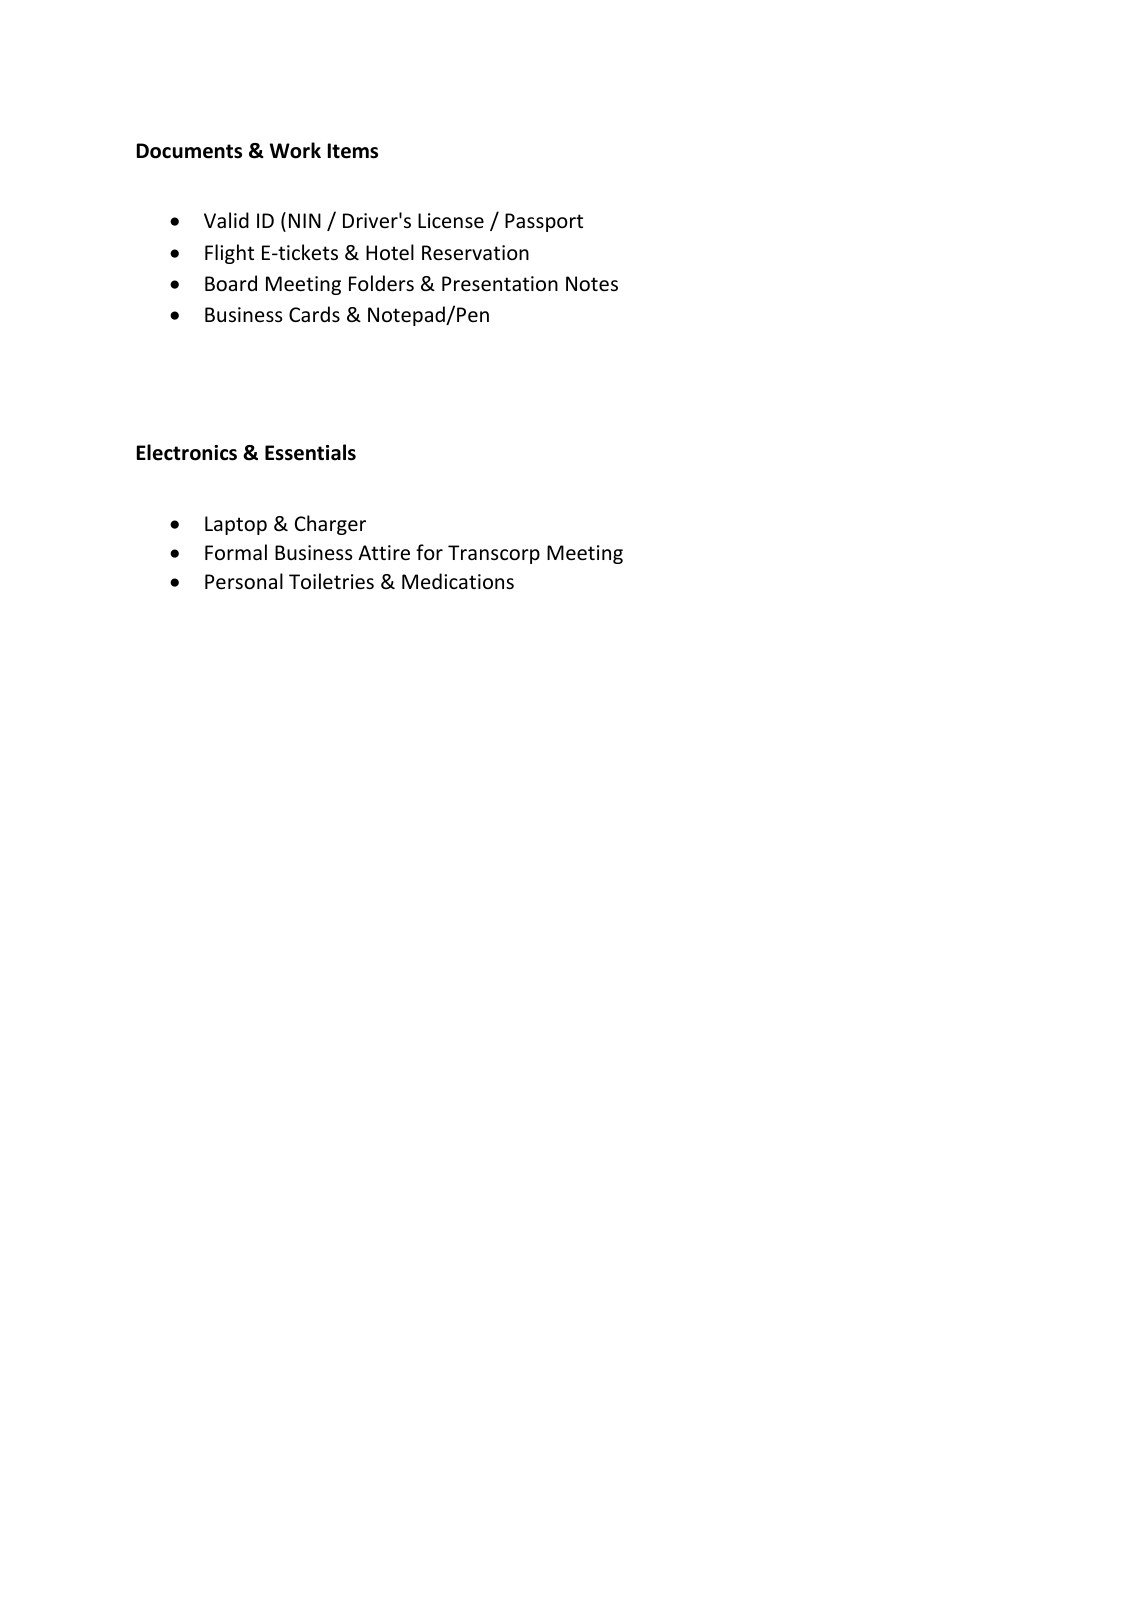 Documents & Work Items
• Valid ID (NIN / Driver's License / Passport
• Flight E-tickets & Hotel Reservation
• Board Meeting Folders & Presentation Notes
• Business Cards & Notepad/Pen
Electronics & Essentials
• Laptop & Charger
• Formal Business Attire for Transcorp Meeting
• Personal Toiletries & Medications